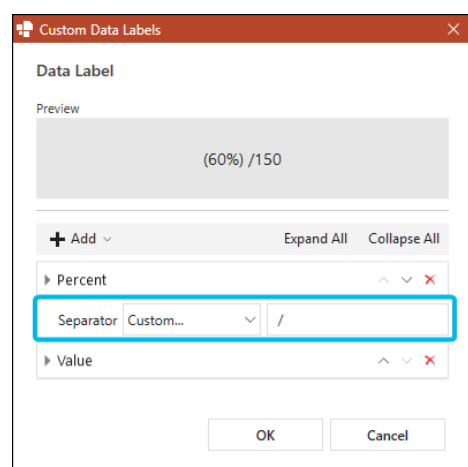 Custom Data Labels
Data Label
Preview
(60%) /150
Add
Expand All
Collapse All
Percent
Separator
Custom...
/
Value
OK
Cancel